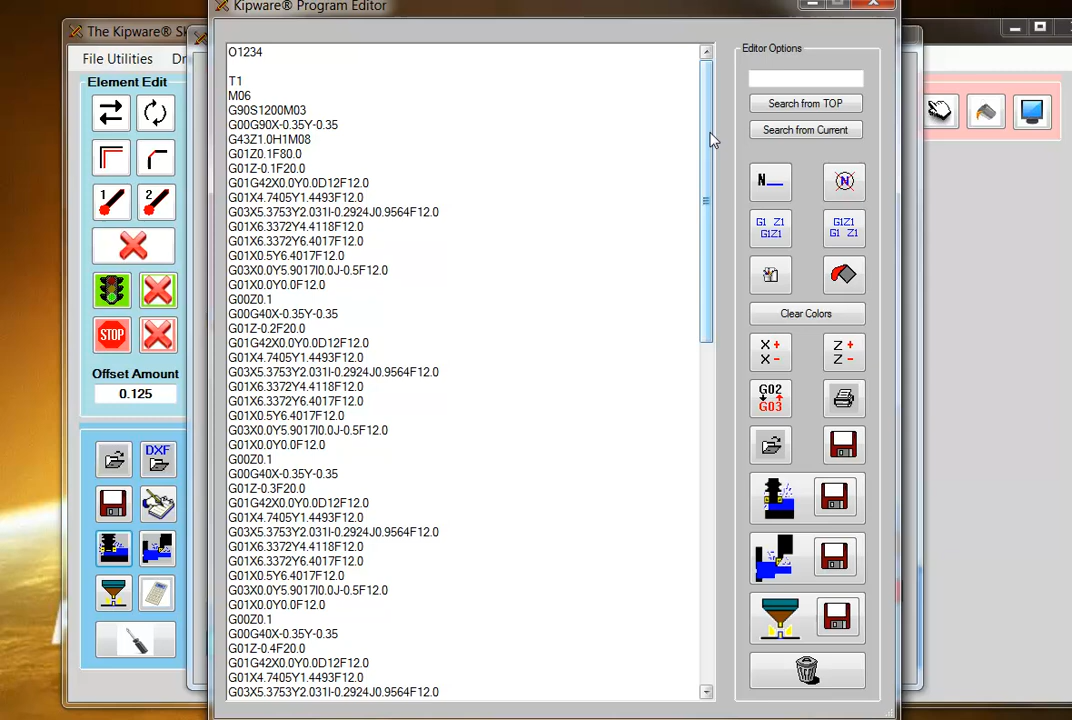 Kipware® Program Editor
The Kipware® Sk
File Utilities
Element Edit
1
2
STOP
Offset Amount
0.125
DXF
O1234
T1
M06
G90S1200M03
G00G90X-0.35Y-0.35
G43Z1.0H1M08
G01Z0.1F80.0
G01Z-0.1F20.0
G01G42X0.0Y0.0D12F12.0
G01X4.7405Y1.4493F12.0
G03X5.3753Y2.031I-0.2924J0.9564F12.0
G01X6.3372Y4.4118F12.0
G01X6.3372Y6.4017F12.0
G01X0.5Y6.4017F12.0
G03X0.0Y5.9017I0.0J-0.5F12.0
G01X0.0Y0.0F12.0
G00Z0.1
G00G40X-0.35Y-0.35
G01Z-0.2F20.0
G01G42X0.0Y0.0D12F12.0
G01X4.7405Y1.4493F12.0
G03X5.3753Y2.031I-0.2924J0.9564F12.0
G01X6.3372Y4.4118F12.0
G01X6.3372Y6.4017F12.0
G01X0.5Y6.4017F12.0
G03X0.0Y5.9017I0.0J-0.5F12.0
G01X0.0Y0.0F12.0
G00Z0.1
G00G40X-0.35Y-0.35
G01Z-0.3F20.0
G01G42X0.0Y0.0D12F12.0
G01X4.7405Y1.4493F12.0
G03X5.3753Y2.031I-0.2924J0.9564F12.0
G01X6.3372Y4.4118F12.0
G01X6.3372Y6.4017F12.0
G01X0.5Y6.4017F12.0
G03X0.0Y5.9017I0.0J-0.5F12.0
G01X0.0Y0.0F12.0
G00Z0.1
G00G40X-0.35Y-0.35
G01Z-0.4F20.0
G01G42X0.0Y0.0D12F12.0
G01X4.7405Y1.4493F12.0
G03X5.3753Y2.031I-0.2924J0.9564F12.0
Editor Options
Search from TOP
Search from Current
N__
N
G1 Z1
G1Z1
G1Z1
G1 Z1
Clear Colors
X +
X -
Z +
Z -
G02
G03